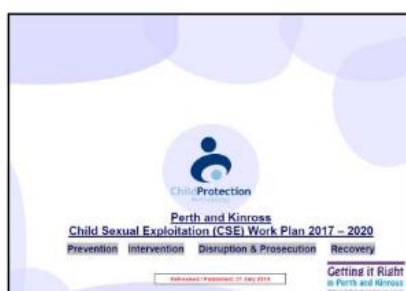 ChildProtection
Perth and Kinross
Child Sexual Exploitation (CSE) Work Plan 2017 – 2020
Prevention Intervention Disruption & Prosecution Recovery
Getting it Right
in Perth and Kinross